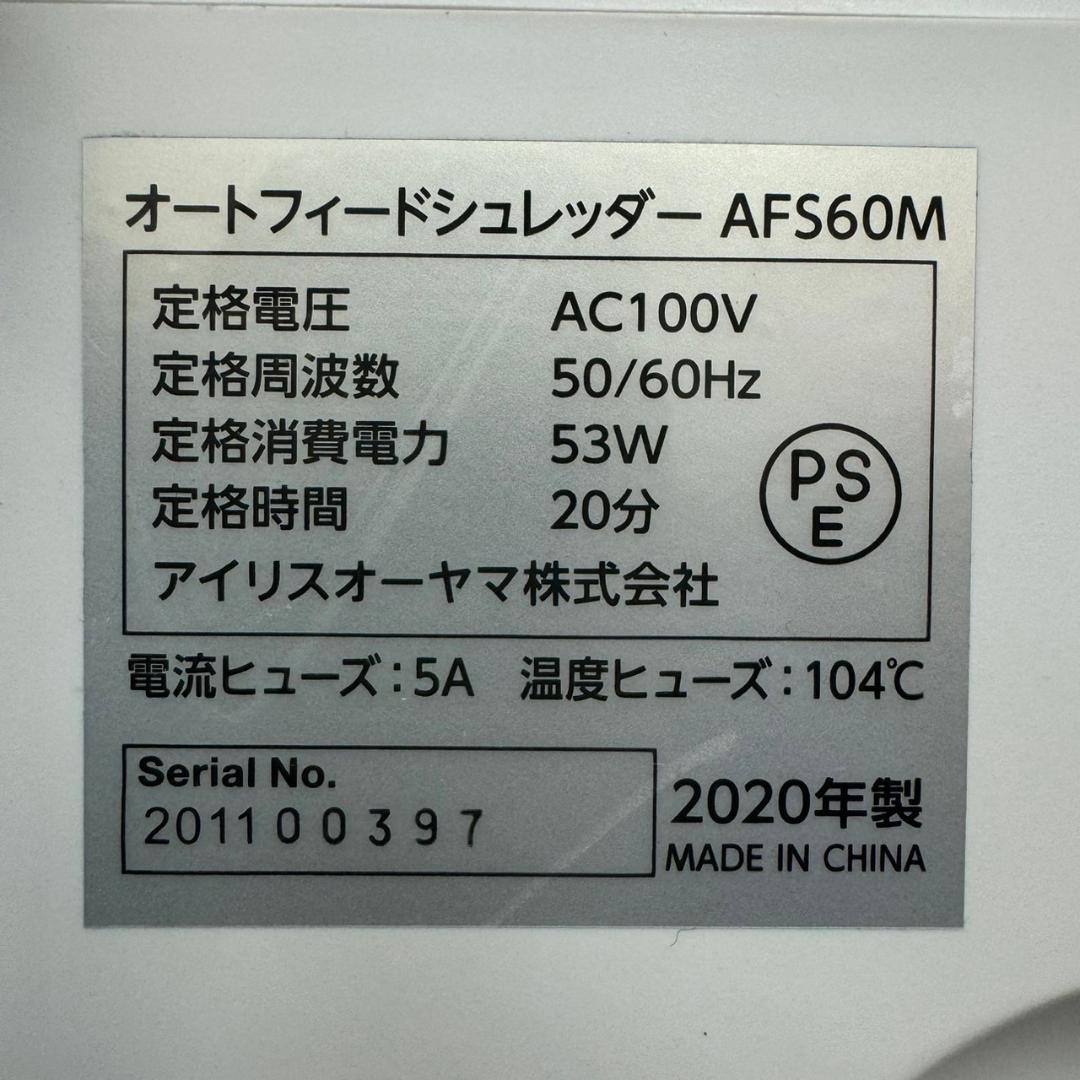 オートフィードシュレッダー AFS60M
定格電圧 AC100V
定格周波数 50/60Hz
定格消費電力 53W
定格時間 20分
PS
E
アイリスオーヤマ株式会社
電流ヒューズ:5A 温度ヒューズ:104℃
Serial No.
201100397
2020年製
MADE IN CHINA